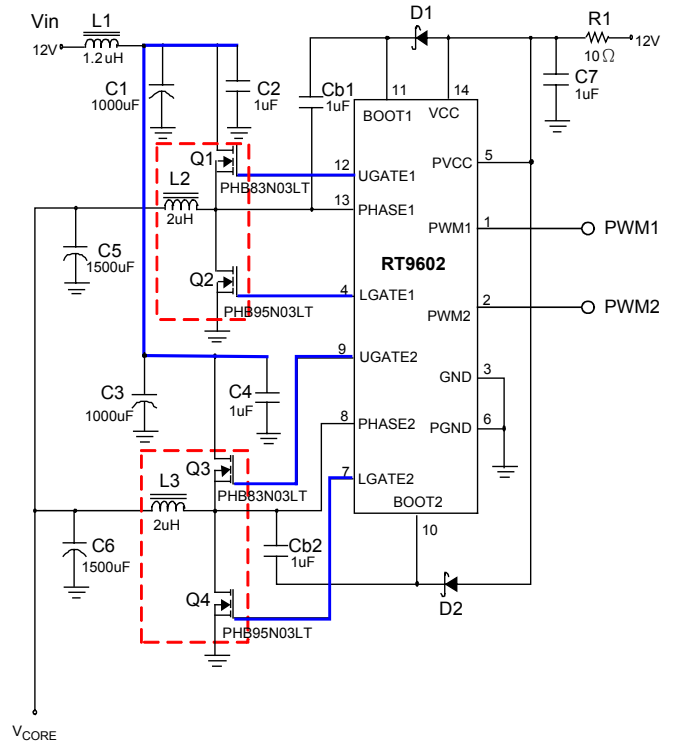 Vin
L1
D1
R1
12V
1.2uH
10Ω
12V
C1
1000uF
C2
1uF
Cb1
1uF
11
14
C7
1uF
BOOT1
VCC
Q1
12
UGATE1
PVCC
5
PHB83N03LT
L2
2uH
13
PHASE1
PWM1
1
PWM1
C5
1500uF
RT9602
Q2
4
LGATE1
PWM2
2
PWM2
PHB95N03LT
9
UGATE2
C3
1000uF
C4
1uF
GND
3
8
PHASE2
PGND
6
Q3
7
LGATE2
PHB83N03LT
L3
2uH
BOOT2
10
Cb2
1uF
C6
1500uF
Q4
D2
PHB95N03LT
VCORE